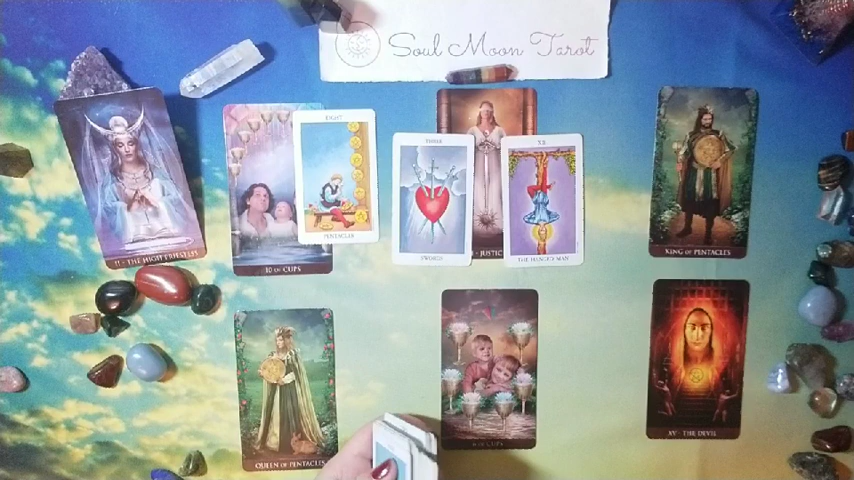 Soul Moon Tarot
EIGHT
PENTACLES
THREE
SWORDS
XII
THE HANGED MAN
II - THE HIGH PRIESTESS
10 OF CUPS
JUSTICE
KING OF PENTACLES
QUEEN OF PENTACLES
OF CUPS
XV - THE DEVIL